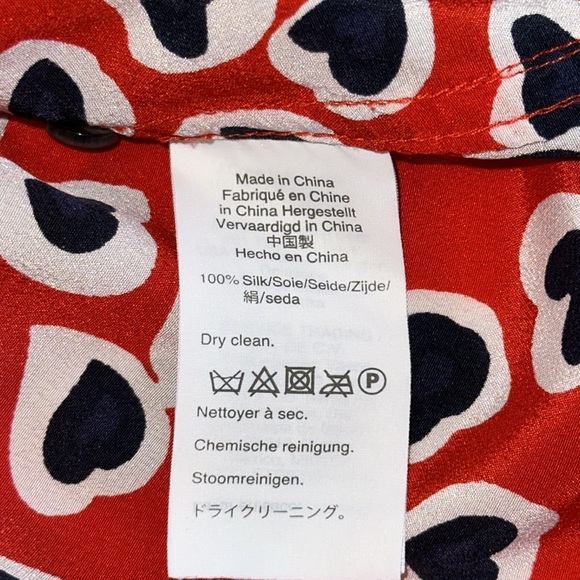 Made in China
Fabriqué en Chine
in China Hergestellt
Vervaardigd in China
中国製
Hecho en China
100% Silk/Soie/Seide/Zijde/
絹/seda
Dry clean.
P
Nettoyer à sec.
Chemische reinigung.
Stoomreinigen.
ドライクリーニング。